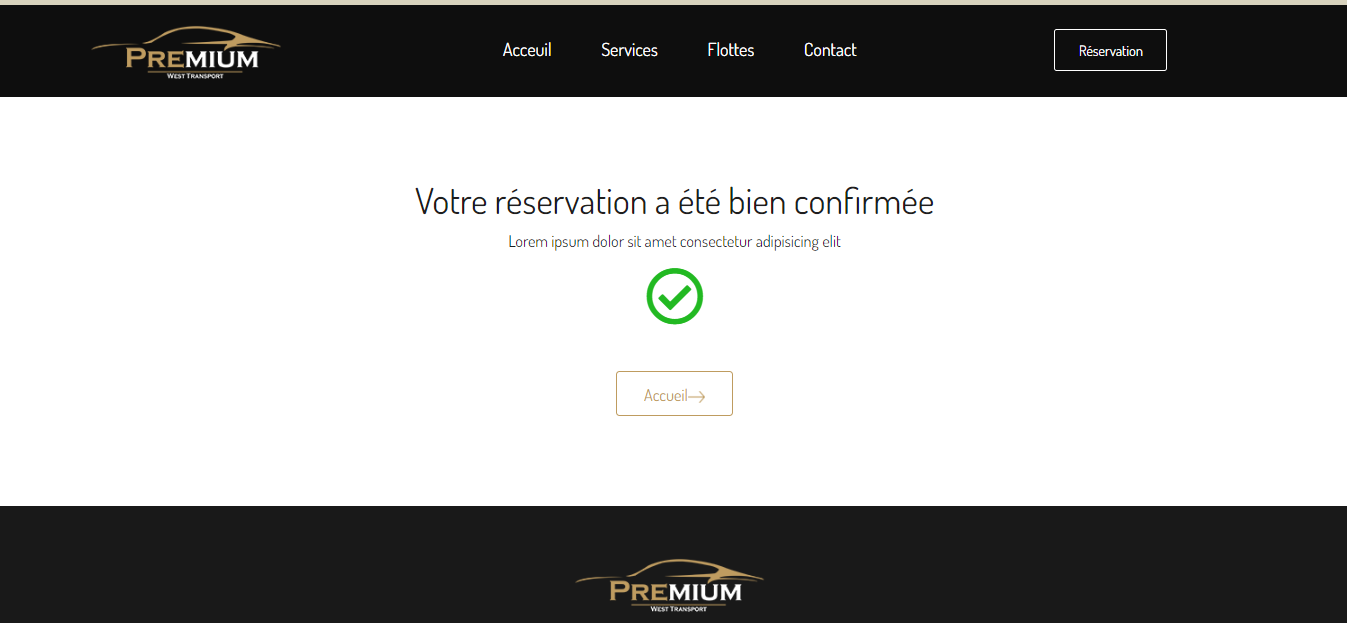 PREMIUM
WEST TRANSPORT
Acceuil
Services
Flottes
Contact
Réservation
Votre réservation a été bien confirmée
Lorem ipsum dolor sit amet consectetur adipisicing elit
Accueil→
PREMIUM
WEST TRANSPORT